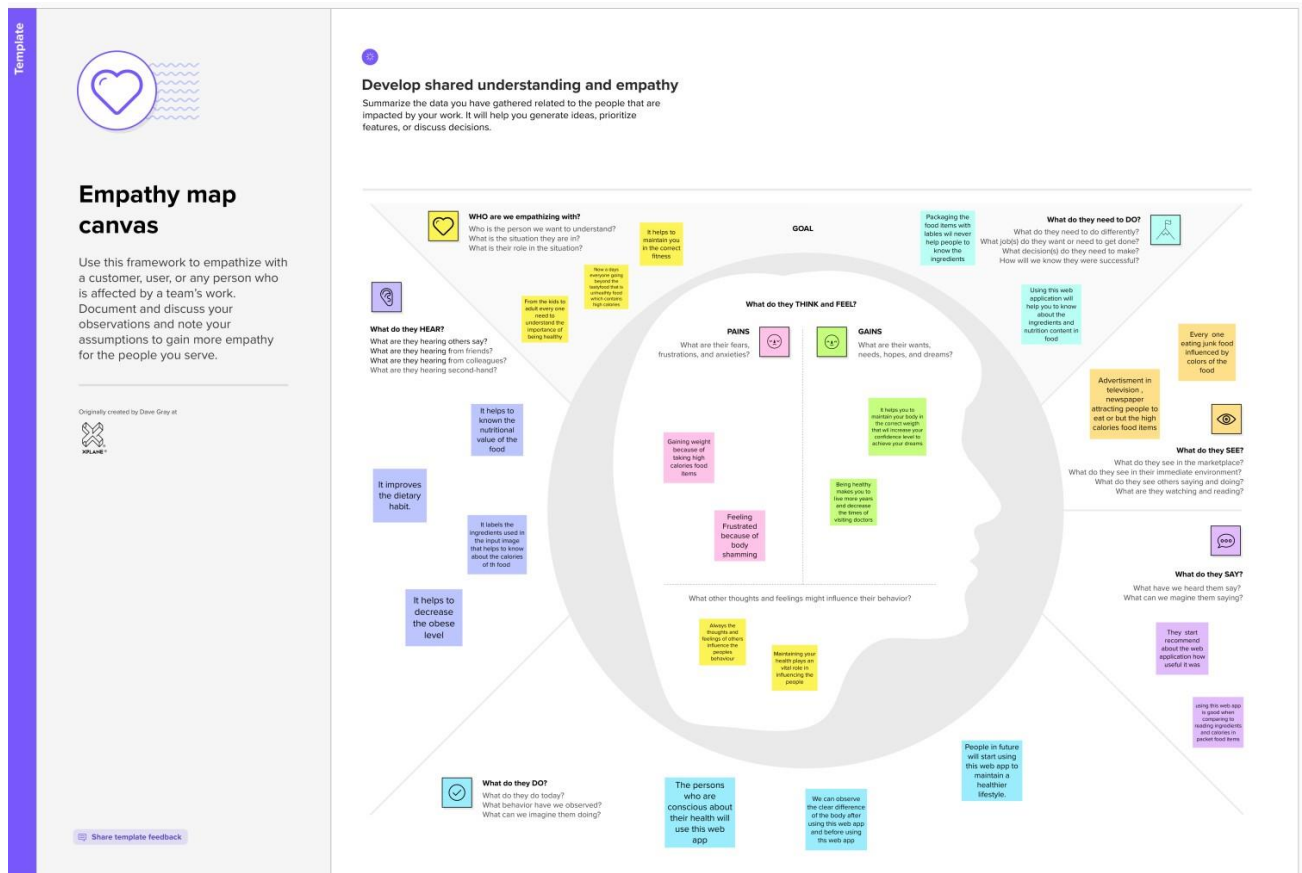 Template
Empathy map
canvas
Use this framework to empathize with
a customer, user, or any person who
is affected by a team's work.
Document and discuss your
observations and note your
assumptions to gain more empathy
for the people you serve.
Originally created by Dave Gray at
XPLANE
Share template feedback
Develop shared understanding and empathy
Summarize the data you have gathered related to the people that are
impacted by your work. It will help you generate ideas, prioritize
features, or discuss decisions.
WHO are we empathizing with?
Who is the person we want to understand?
What is the situation they are in?
What is their role in the situation?
It helps to
maintain you
in the correct
fitness
Now a days
everyone going
beyond the
tastyfood that is
unhealthy food
which contains
high calories
From the kids to
adult every one
need to
understand the
importance of
being healthy
GOAL
Packaging the
food items with
lables wil never
help people to
know the
ingredients
What do they need to DO?
What do they need to do differently?
What job(s) do they want or need to get done?
What decision(s) do they need to make?
How will we know they were successful?
Using this web
application will
help you to know
about the
ingredients and
nutrition content in
food
What do they HEAR?
What are they hearing others say?
What are they hearing from friends?
What are they hearing from colleagues?
What are they hearing second-hand?
It helps to
known the
nutritional
value of the
food
It improves
the dietary
habit.
It labels the
ingredients used in
the input image
that helps to know
about the calories
of th food
It helps to
decrease
the obese
level
What do they THINK and FEEL?
PAINS
What are their fears,
frustrations, and anxieties?
GAINS
What are their wants,
needs, hopes, and dreams?
Gaining weight
because of
taking high
calories food
items
Feeling
Frustrated
because of
body
shamming
It helps you to
maintain your body in
the correct weigth
that wil increase your
confidence level to
achieve your dreams
Being healthy
makes you to
live more years
and decrease
the times of
visiting doctors
What other thoughts and feelings might influence their behavior?
Always the
thoughts and
feelings of others
influence the
peoples
behaviour
Maintaining your
health plays an
vital role in
influencing the
people
Every one
eating junk food
influenced by
colors of the
food
Advertisment in
television ,
newspaper
attracting people to
eat or but the high
calories food items
What do they SEE?
What do they see in the marketplace?
What do they see in their immediate environment?
What do they see others saying and doing?
What are they watching and reading?
What do they SAY?
What have we heard them say?
What can we magine them saying?
They start
recommend
about the web
application how
useful it was
using this web app
is good when
comparing to
reading ingredients
and calories in
packet food items
What do they DO?
What do they do today?
What behavior have we observed?
What can we imagine them doing?
The persons
who are
conscious about
their health will
use this web
app
We can observe
the clear difference
of the body after
using this web app
and before using
ths web app
People in future
will start using
this web app to
maintain a
healthier
lifestyle.